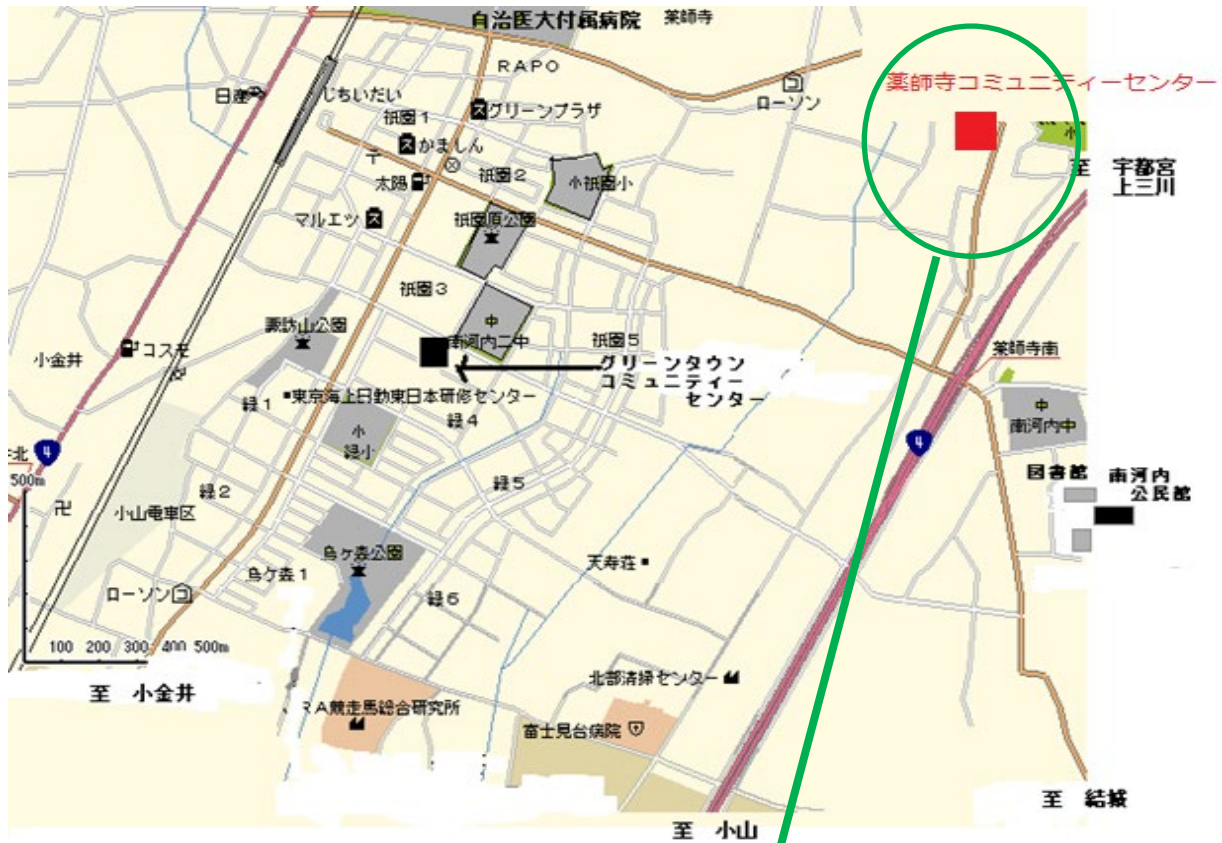 自治医大付属病院
薬師寺
RAPO
薬師寺コミュニティーセンター
日産
じちいだい
ローソン
グリーンプラザ
祇園1
かましん
小
至 宇都宮
上三川
太陽
祇園2
小祇園小
マルエツ
祇園原公園
祇園3
諏訪山公園
中
南河内二中
祇園5
薬師寺南
小金井
コスモ
グリーンタウン
コミュニティー
センター
東京海上日動東日本研修センター
緑1
緑4
小
緑小
中
南河内中
4
4
北
500m
図書館
南河内
公民館
緑2
緑5
卍
小山電車区
烏ヶ森公園
天寿荘
烏ケ森1
ローソン
緑6
100 200 300 400 500m
至 小金井
北部清掃センター
RA競走馬総合研究所
富士見台病院
至 結城
至 小山